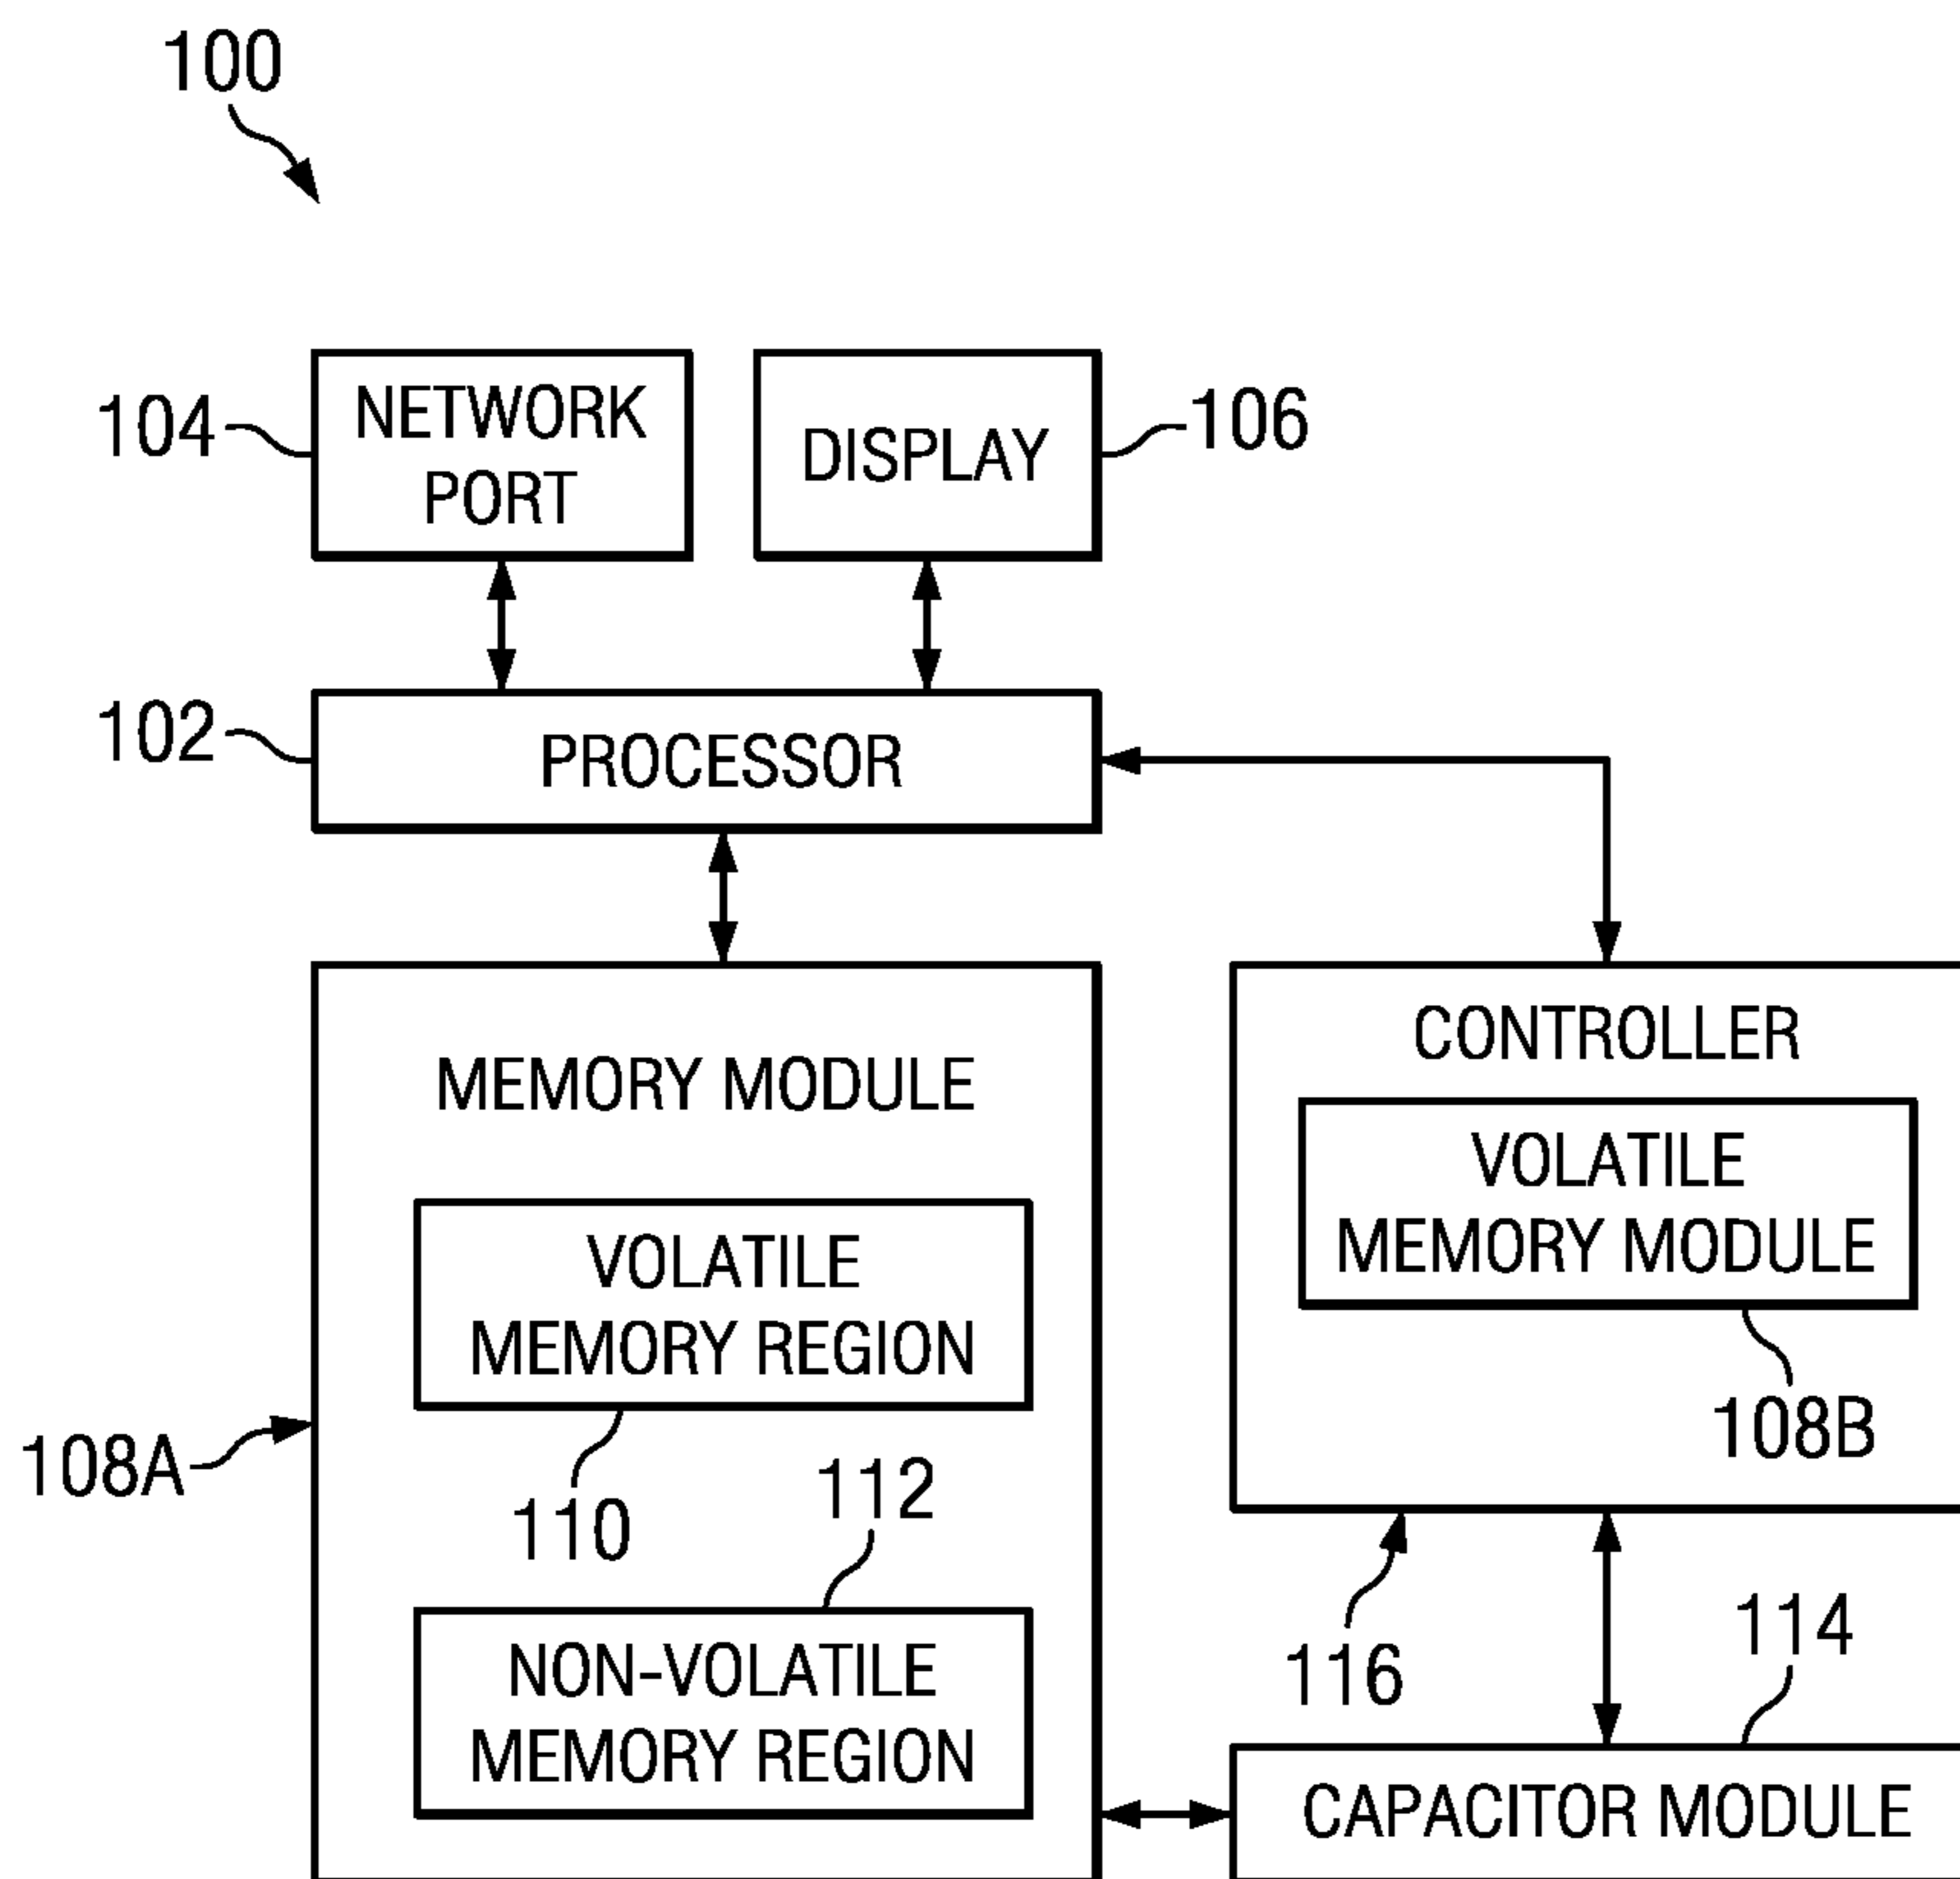 100
104
NETWORK
PORT
DISPLAY
106
102
PROCESSOR
MEMORY MODULE
CONTROLLER
VOLATILE
MEMORY MODULE
108B
VOLATILE
MEMORY REGION
108A
110
112
NON-VOLATILE
MEMORY REGION
116
114
CAPACITOR MODULE